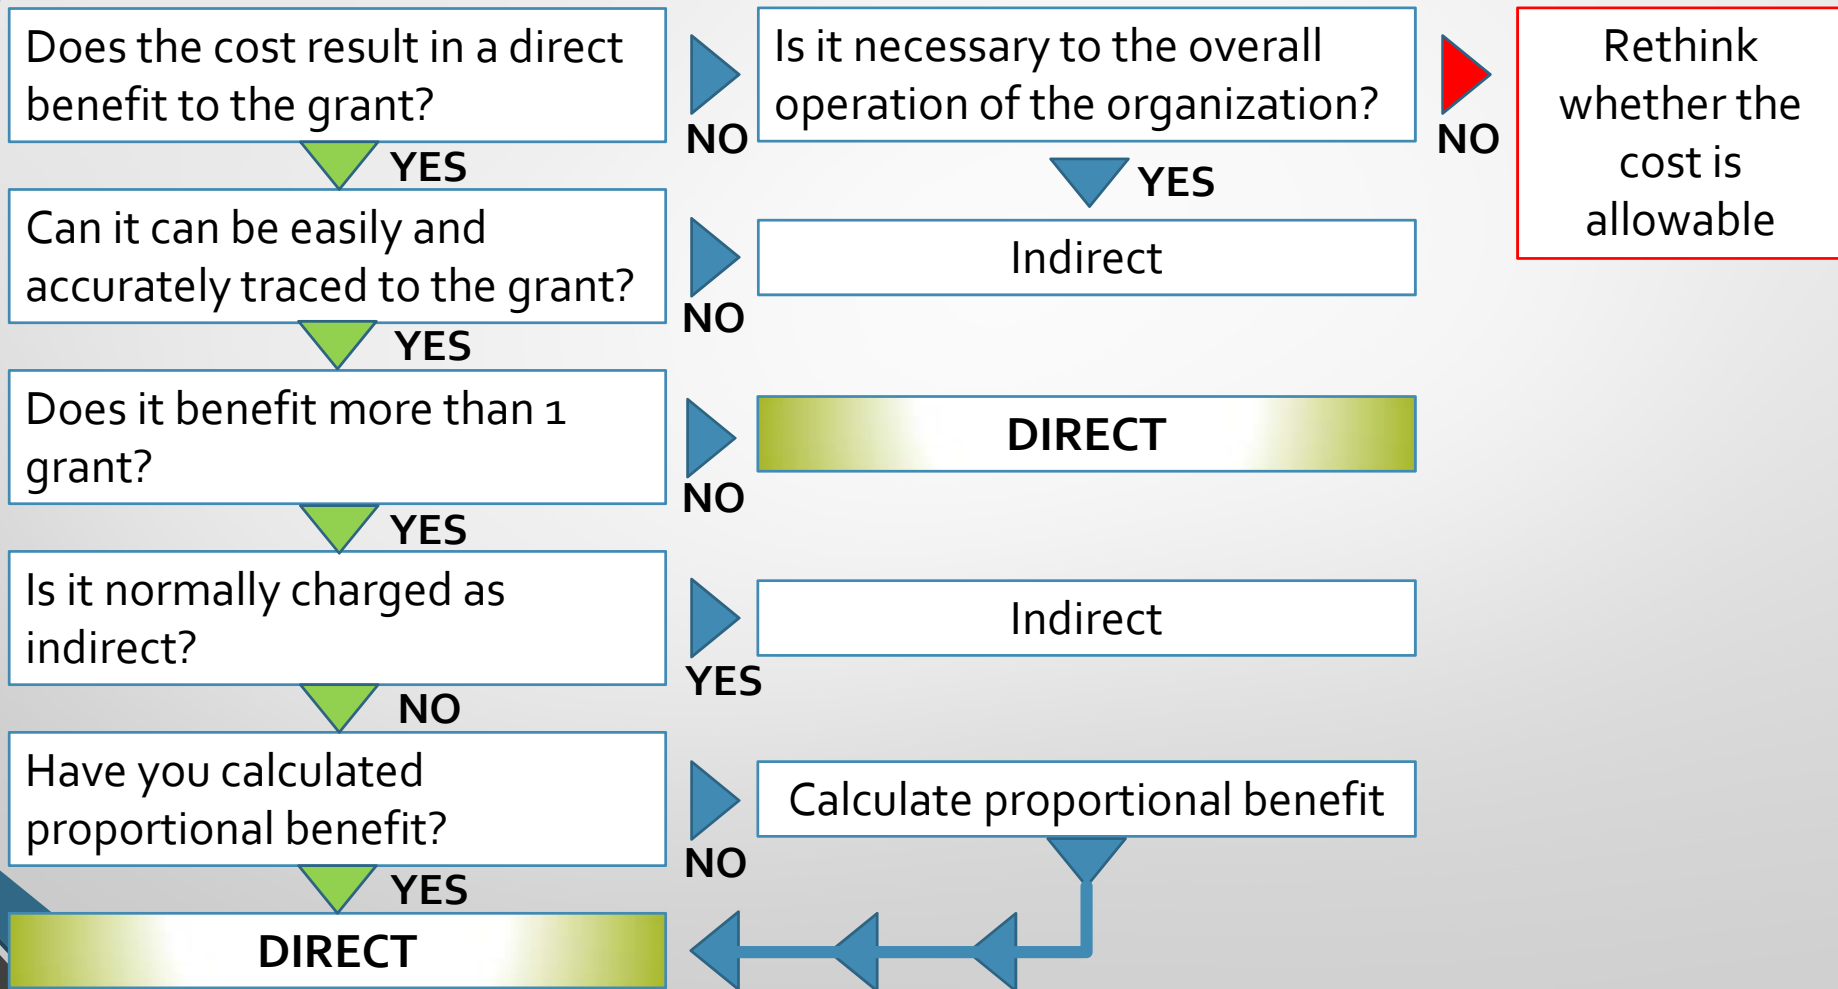 Does the cost result in a direct
benefit to the grant?
NO
Is it necessary to the overall
operation of the organization?
NO
Rethink
whether the
cost is
allowable
YES
YES
Can it can be easily and
accurately traced to the grant?
NO
Indirect
YES
Does it benefit more than 1
grant?
NO
DIRECT
YES
Is it normally charged as
indirect?
YES
Indirect
NO
Have you calculated
proportional benefit?
NO
Calculate proportional benefit
YES
DIRECT